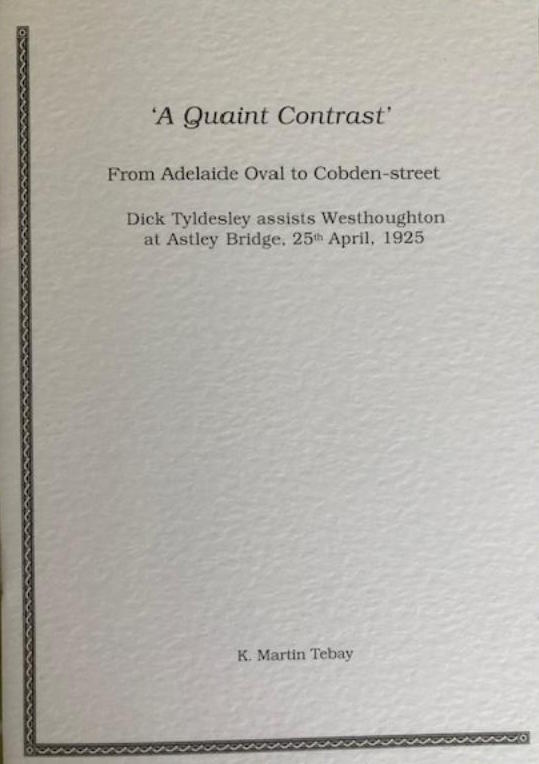 ‘A Quaint Contrast’
From Adelaide Oval to Cobden-street
Dick Tyldesley assists Westhoughton
at Astley Bridge, 25th April, 1925
K. Martin Tebay